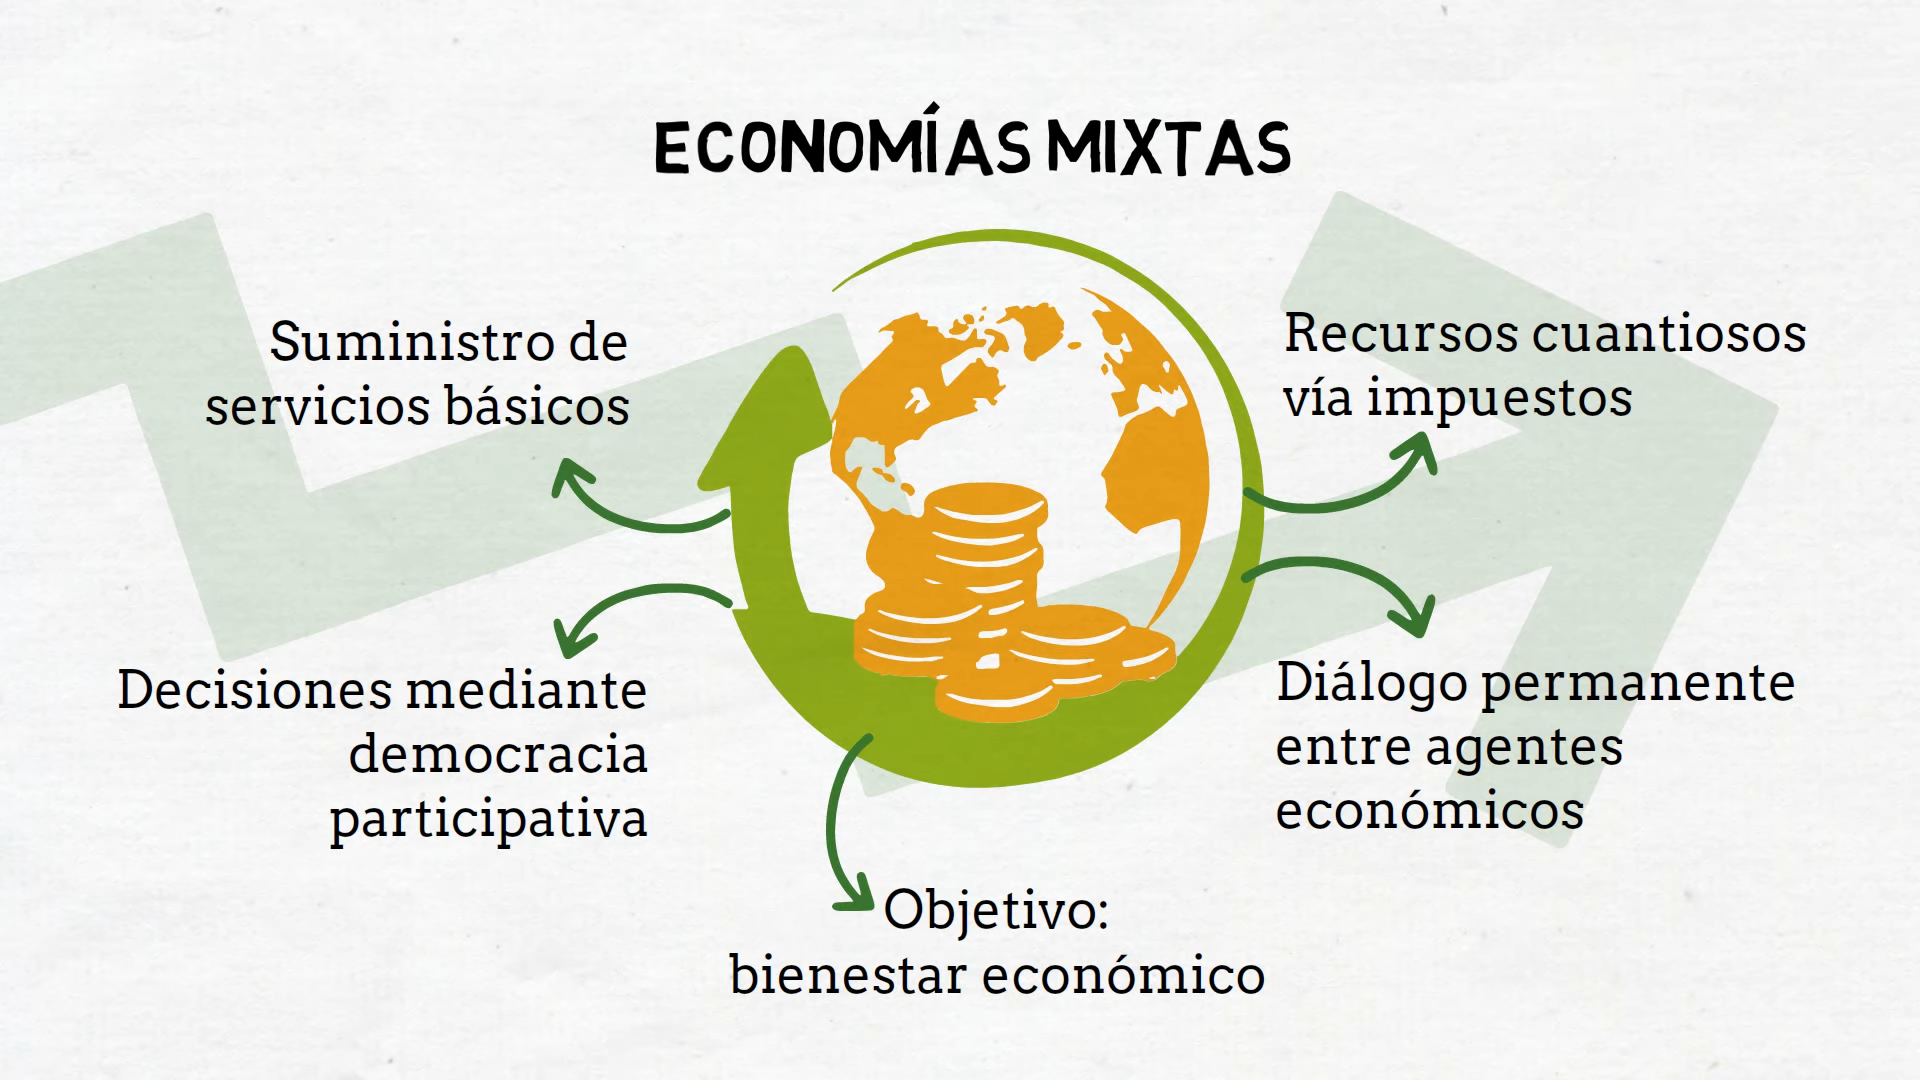 ECONOMÍAS MIXTAS
Suministro de
servicios básicos
Recursos cuantiosos
vía impuestos
Decisiones mediante
democracia
participativa
Diálogo permanente
entre agentes
económicos
Objetivo:
bienestar económico